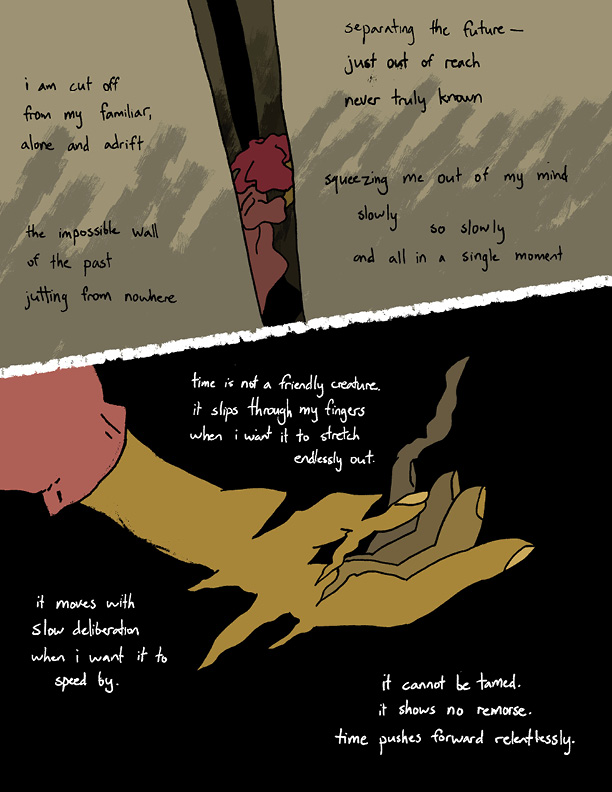 i am cut off
from my familiar,
alone and adrift
the impossible wall
of the past
jutting from nowhere
separating the future—
just out of reach
never truly known
squeezing me out of my mind
slowly
so slowly
and all in a single moment
time is not a friendly creature.
it slips through my fingers
when i want it to stretch
endlessly out.
it moves with
slow deliberation
when i want it to
speed by.
it cannot be tamed.
it shows no remorse.
time pushes forward relentlessly.